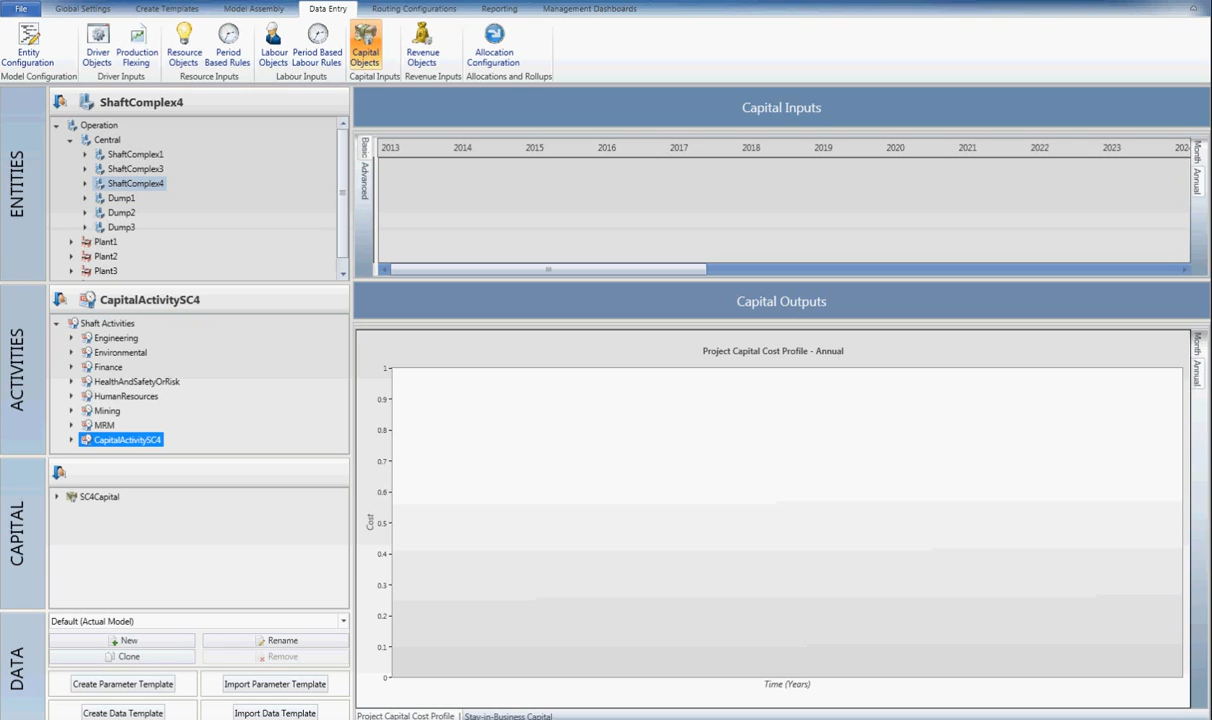 File Global Settings Create Templates Model Assembly Data Entry Routing Configurations Reporting Management Dashboards
Entity Configuration
Driver Objects
Production Flexing
Resource Objects
Period Based Rules
Labour Objects
Period Based Labour Rules
Capital Objects
Revenue Objects
Allocation Configuration
Model Configuration Driver Inputs Resource Inputs Labour Inputs Capital Inputs Revenue Inputs Allocations and Rollups
ENTITIES
ShaftComplex4
Operation
Central
ShaftComplex1
ShaftComplex3
ShaftComplex4
Dump1
Dump2
Dump3
Plant1
Plant2
Plant3
Capital Inputs
Basic Advanced
2013 2014 2015 2016 2017 2018 2019 2020 2021 2022 2023
Month Annual
ACTIVITIES
CapitalActivitySC4
Shaft Activities
Engineering
Environmental
Finance
HealthAndSafetyOrRisk
HumanResources
Mining
MRM
CapitalActivitySC4
CAPITAL
SC4Capital
DATA
Default (Actual Model)
New Rename
Clone Remove
Create Parameter Template Import Parameter Template
Create Data Template Import Data Template
Capital Outputs
Project Capital Cost Profile - Annual
Month Annual
1
0.9
0.8
0.7
0.6
0.5
0.4
0.3
0.2
0.1
0
Cost
Time (Years)
Project Capital Cost Profile | Stay-in-Business Capital